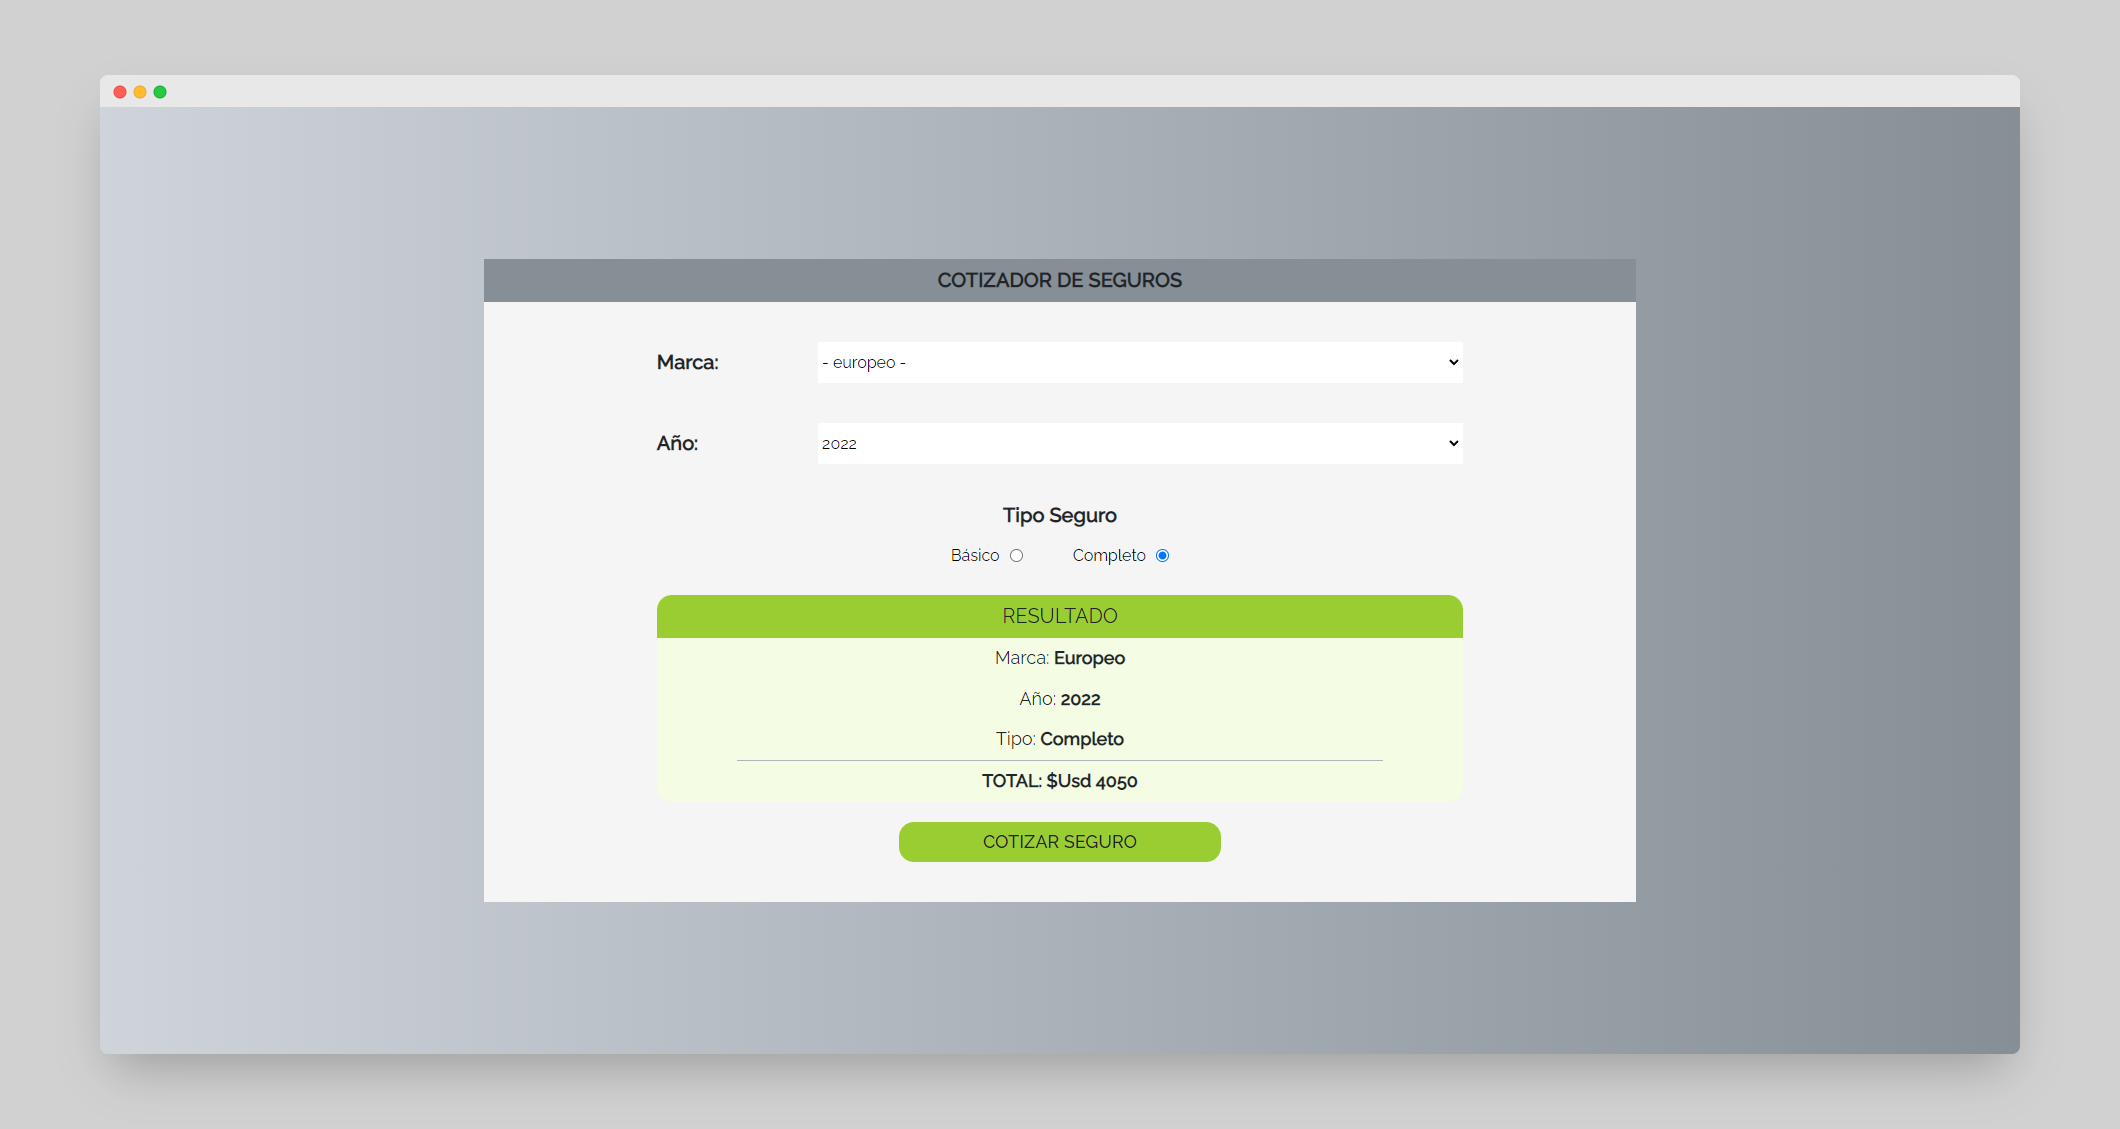 COTIZADOR DE SEGUROS
Marca: - europeo -
Año: 2022
Tipo Seguro
Básico Completo
RESULTADO
Marca: Europeo
Año: 2022
Tipo: Completo
TOTAL: $Usd 4050
COTIZAR SEGURO